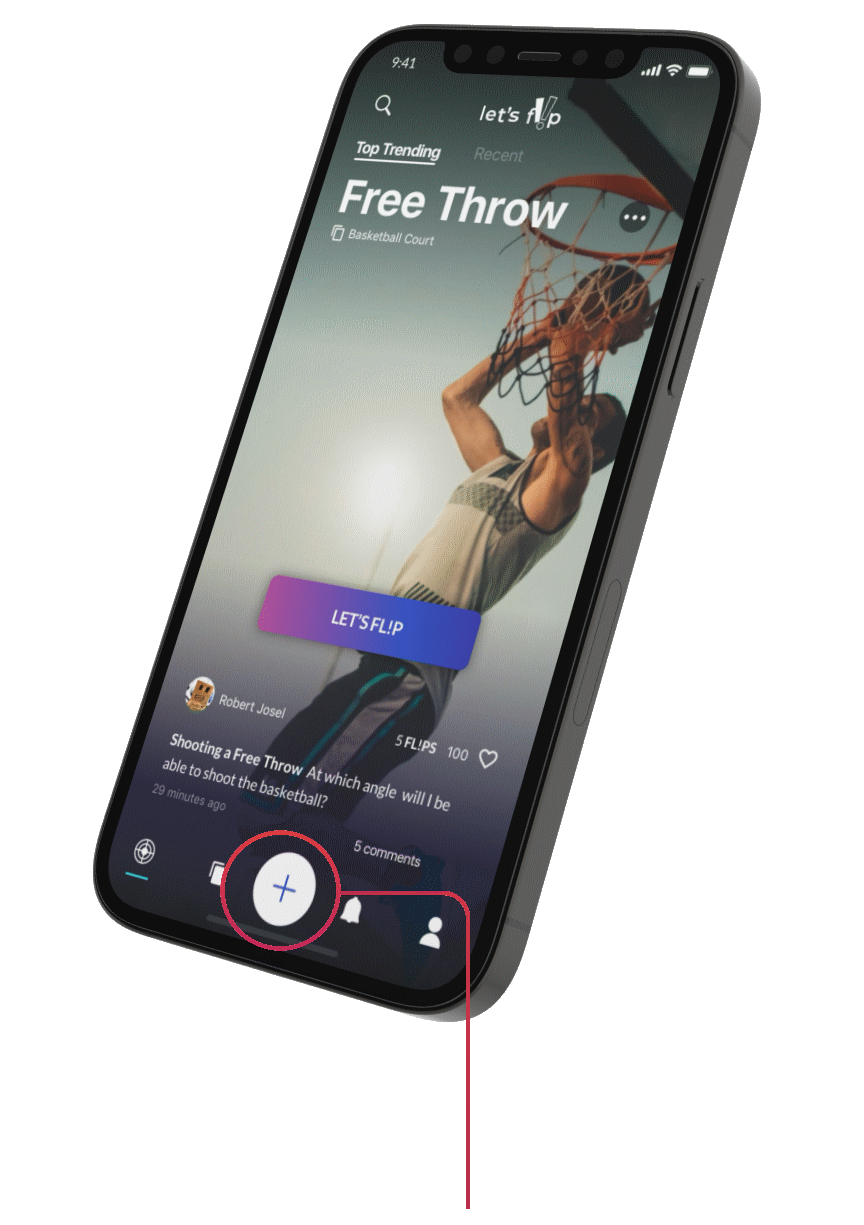 9:41
let's fl!p
Top Trending
Recent
Free Throw
Basketball Court
LET'S FL!P
Robert Josel
5 FL!PS 100
Shooting a Free Throw At which angle will I be
able to shoot the basketball?
29 minutes ago
5 comments